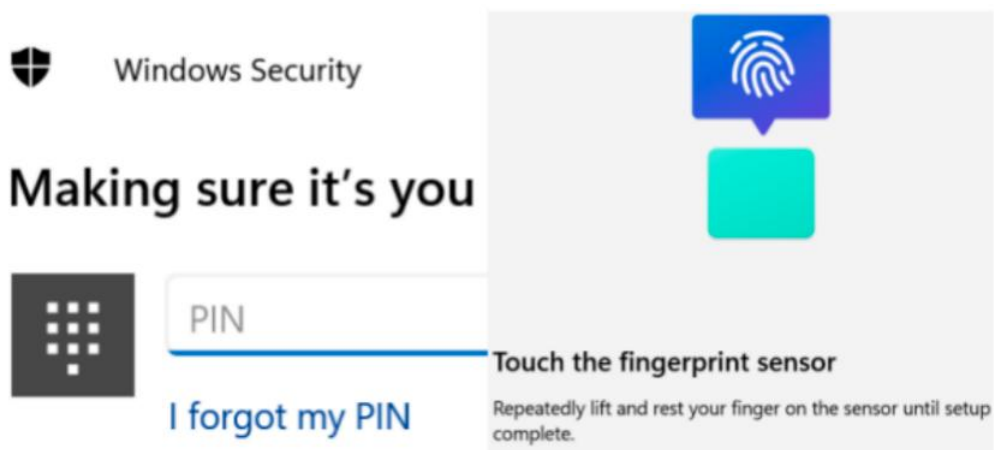 Windows Security
Making sure it's you
PIN
I forgot my PIN
Touch the fingerprint sensor
Repeatedly lift and rest your finger on the sensor until setup
complete.